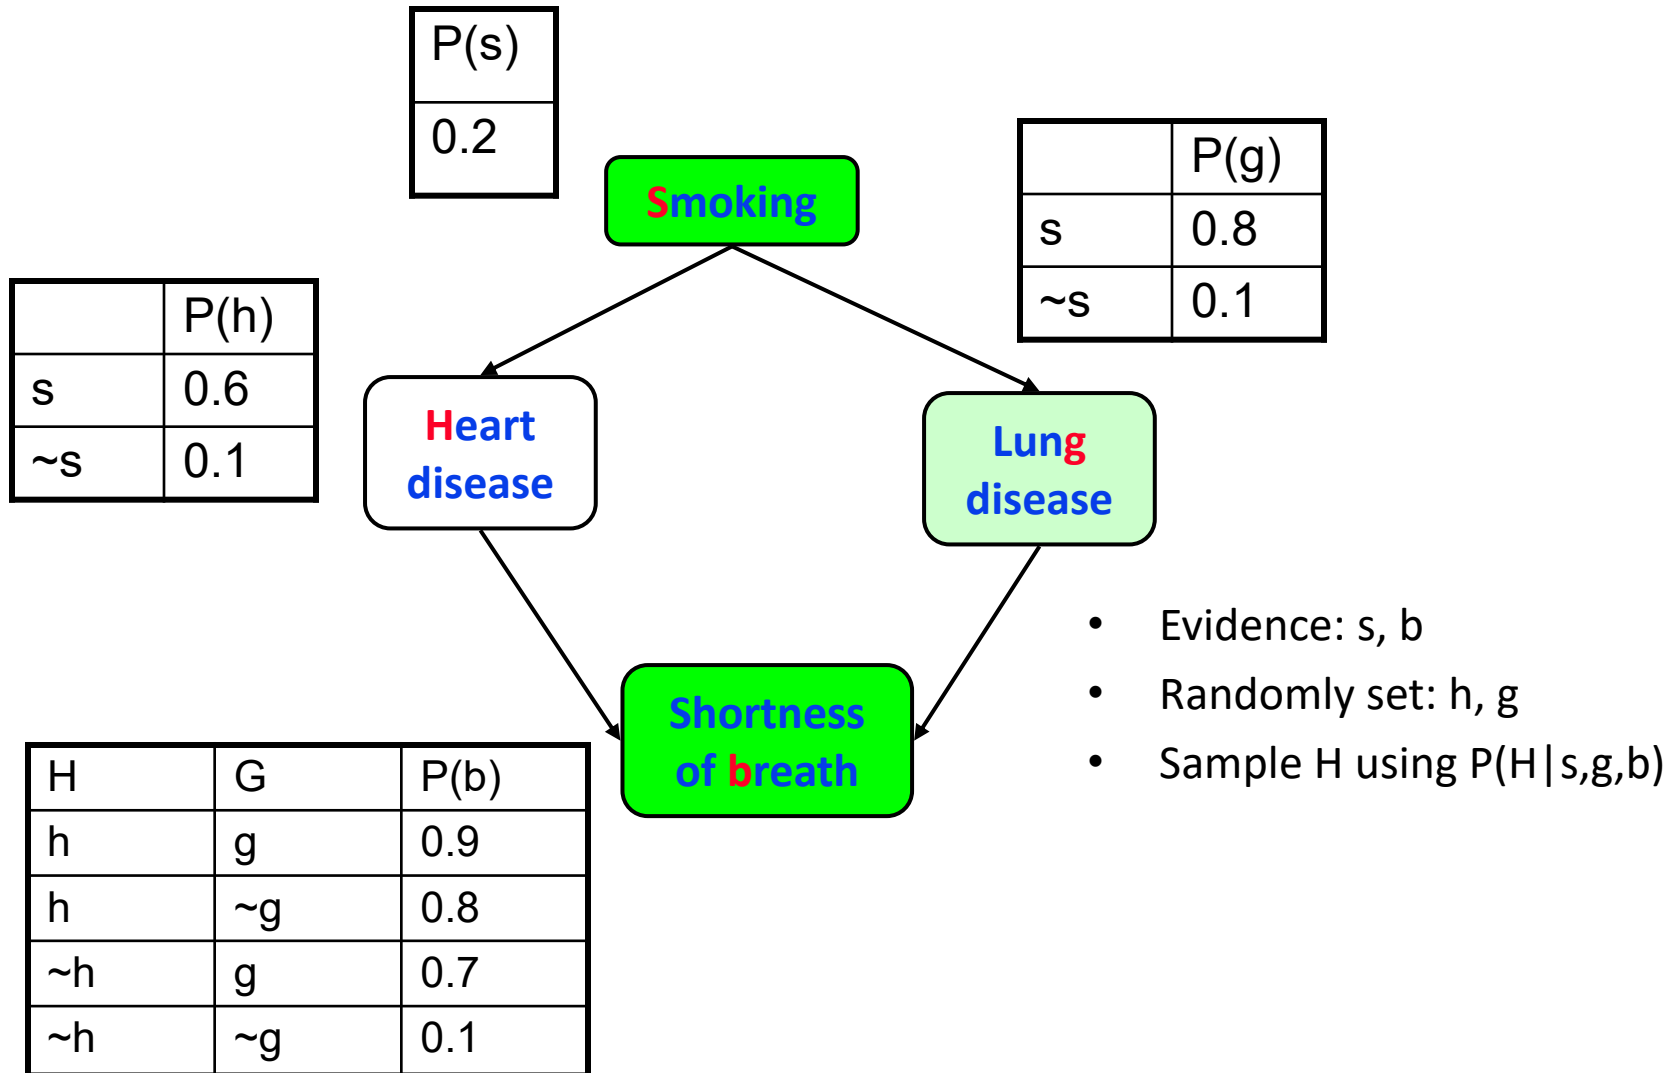 P(s)
0.2
P(g)
s 0.8
~s 0.1
Smoking
P(h)
s 0.6
~s 0.1
Heart
disease
Lung
disease
Shortness
of breath
• Evidence: s, b
• Randomly set: h, g
• Sample H using P(H|s,g,b)
H G P(b)
h g 0.9
h ~g 0.8
~h g 0.7
~h ~g 0.1